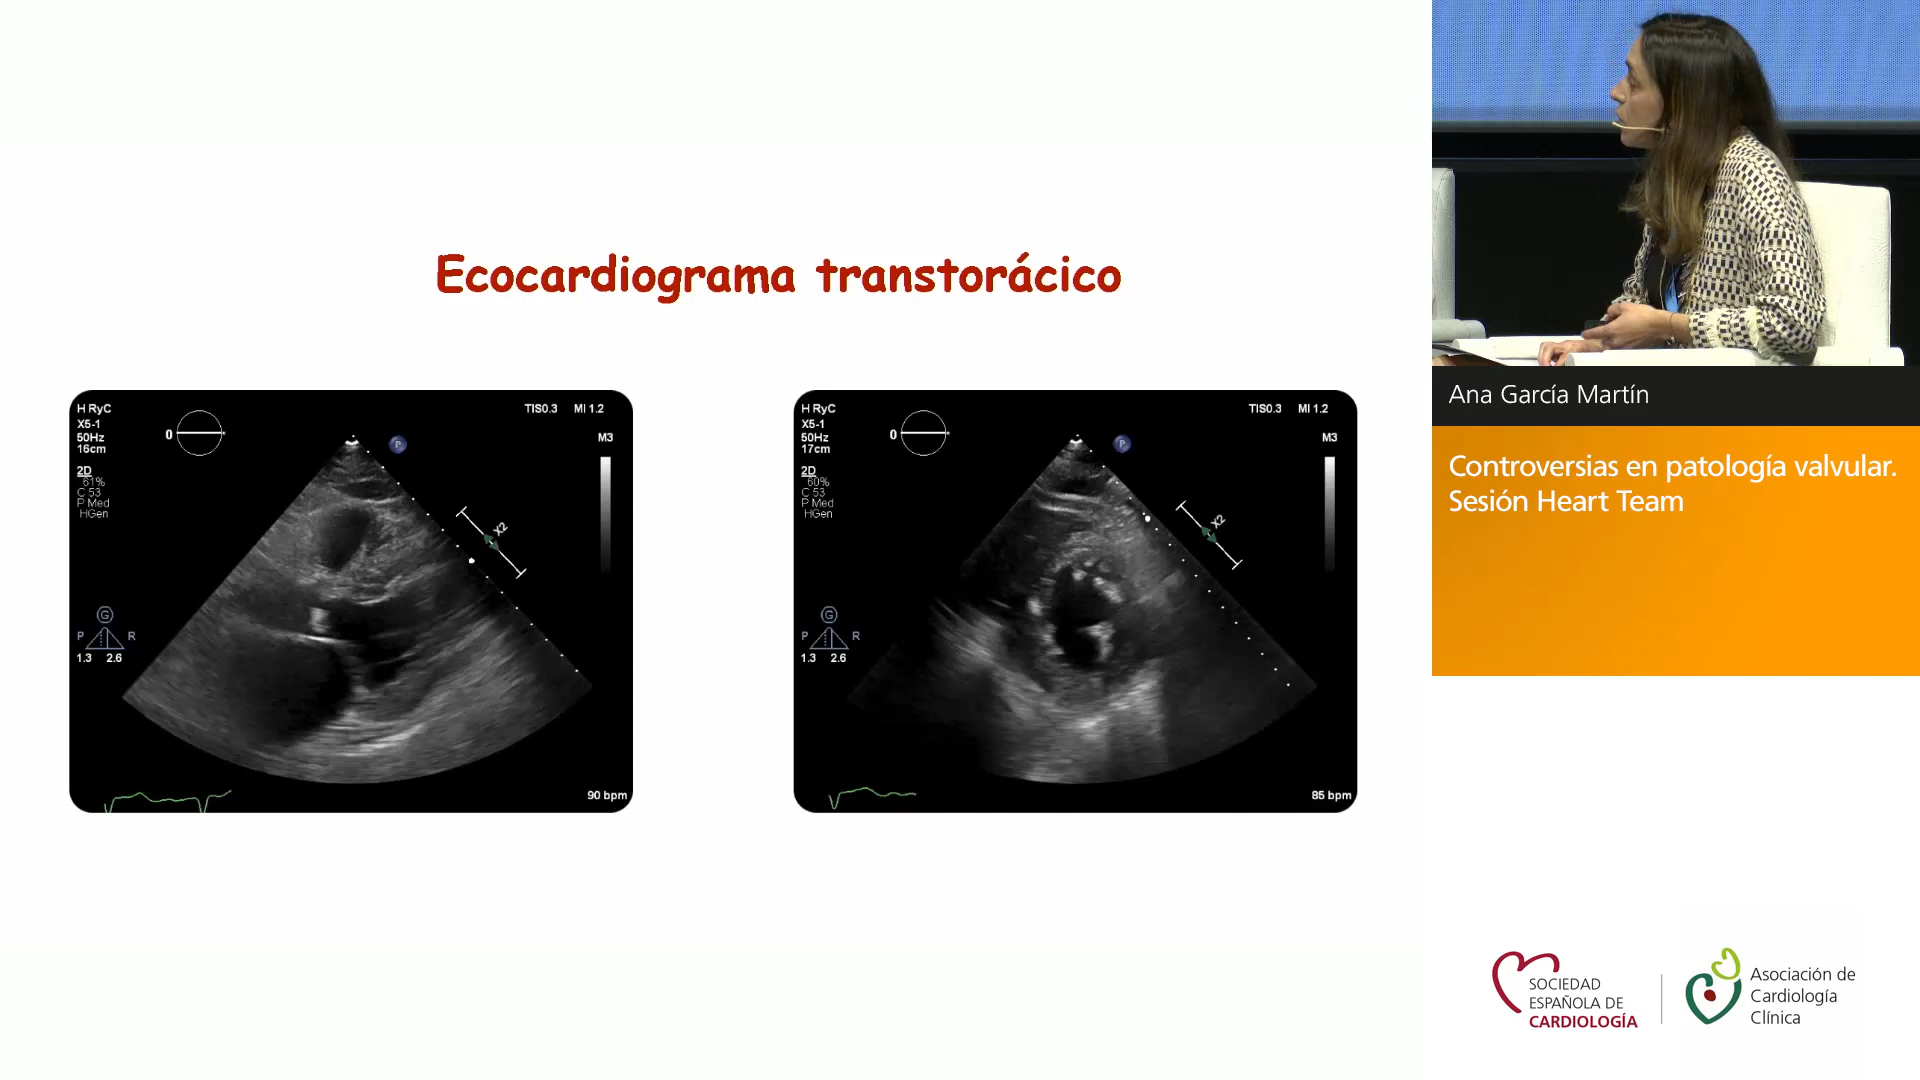 Ecocardiograma transtorácico
H RyC
X5-1
50Hz
16cm
2D
61%
C 53
P Med
HGen
0
P
TIS0.3 MI 1.2
M3
X2
G
P R
1.3 2.6
90 bpm
H RyC
X5-1
50Hz
17cm
2D
60%
C 53
P Med
HGen
0
P
TIS0.3 MI 1.2
M3
X2
G
P R
1.3 2.6
85 bpm
Ana García Martín
Controversias en patología valvular.
Sesión Heart Team
SOCIEDAD
ESPAÑOLA DE
CARDIOLOGÍA
Asociación de
Cardiología
Clínica